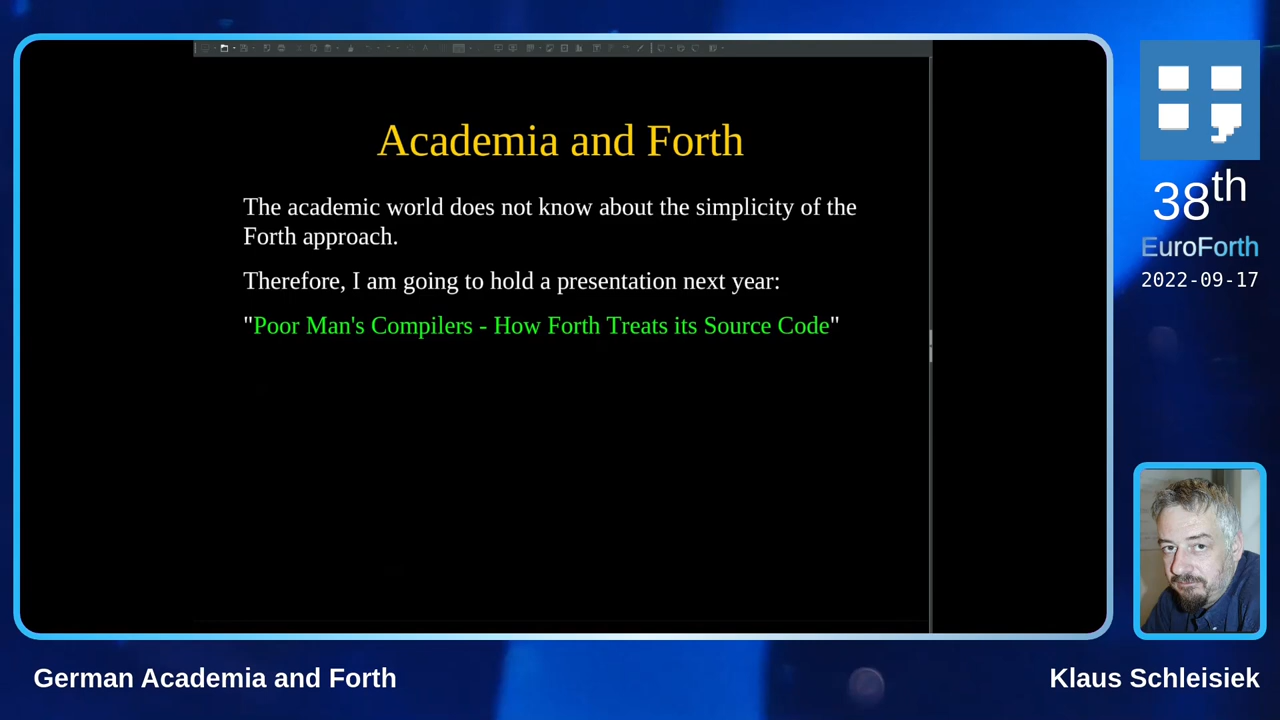 Academia and Forth
The academic world does not know about the simplicity of the
Forth approach.
Therefore, I am going to hold a presentation next year:
"Poor Man's Compilers - How Forth Treats its Source Code"
38th
EuroForth
2022-09-17
German Academia and Forth
Klaus Schleisiek